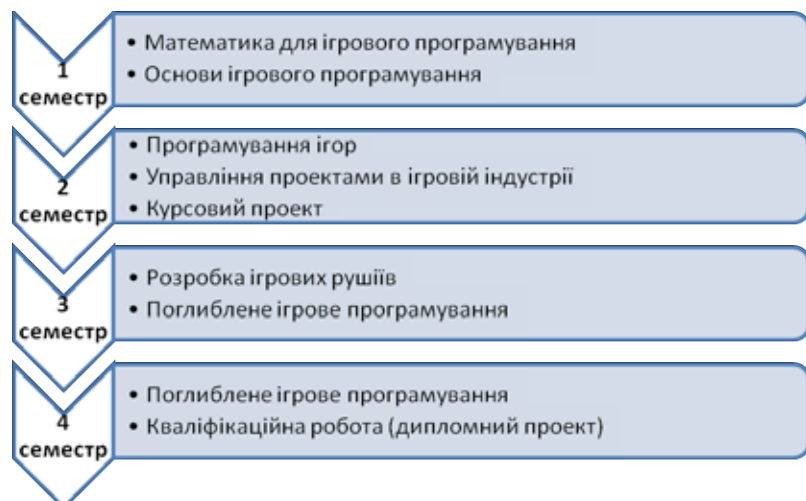 1
семестр
• Математика для ігрового програмування
• Основи ігрового програмування
2
семестр
• Програмування ігор
• Управління проектами в ігровій індустрії
• Курсовий проект
3
семестр
• Розробка ігрових рушіїв
• Поглиблене ігрове програмування
4
семестр
• Поглиблене ігрове програмування
• Кваліфікаційна робота (дипломний проект)